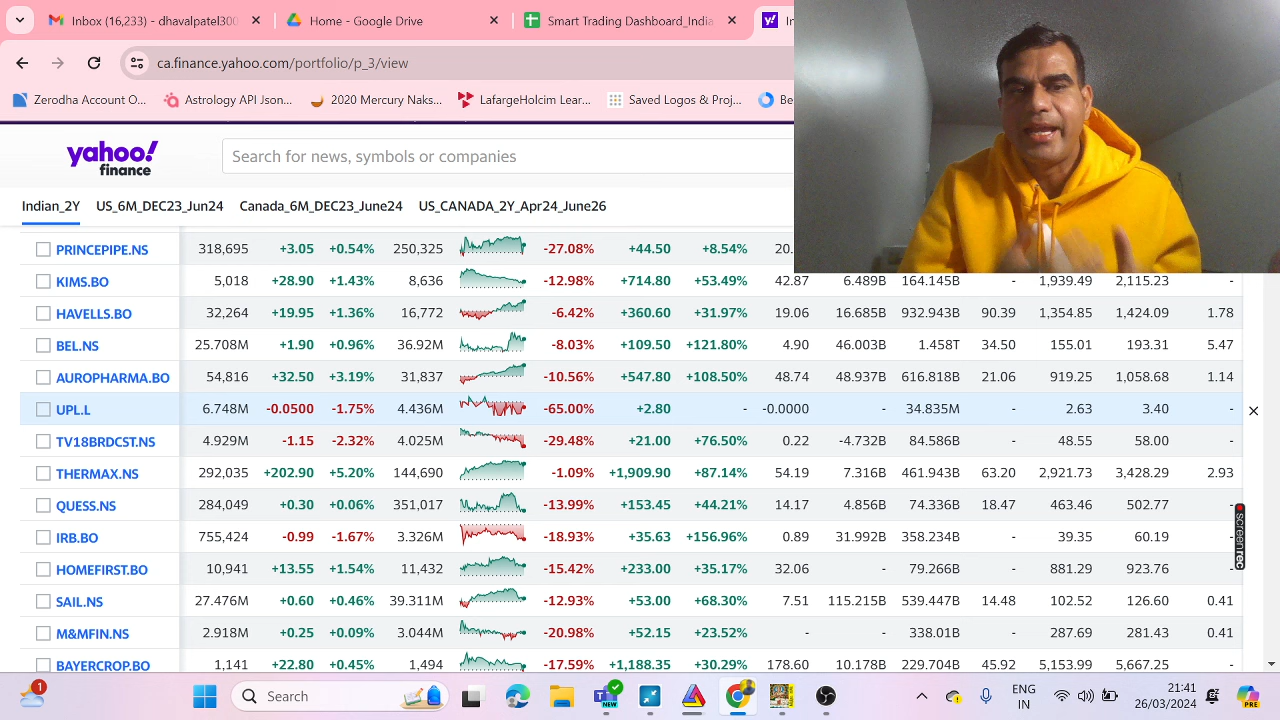 dhvalpatel300
Home - Google Drive
M6 Trading Dashboard
ca.finance.yahoo.com/portfolio/p_3/view
Zerodha Account O... Astrology API Json... 2020 Mercury Naks... LafargeHolcim Lear... Saved Logos & Proj...
yahoo! finance
Search for news, symbols or companies
Indian_2Y US_6M_DEC23_Jun24 Canada_6M_DEC23_June24 US_CANADA_2Y_Apr24_June26
PRINCEPIPE.NS 318,695 +3.05 +0.54% 250,325 -27.08% +44.50 +8.54% 20.
KIMS.BO 5,018 +28.90 +1.43% 8,636 -12.98% +714.80 +53.49% 42.87 6.489B 164.145B - 1,939.49 2,115.23 -
HAVELLS.BO 32,264 +19.95 +1.36% 16,772 -6.42% +360.60 +31.97% 19.06 16.685B 932.943B 90.39 1,354.85 1,424.09 1.78
BEL.NS 25.708M +1.90 +0.96% 36.92M -8.03% +109.50 +121.80% 4.90 46.003B 1.458T 34.50 155.01 193.31 5.47
AUROPHARMA.BO 54,816 +32.50 +3.19% 31,837 -10.56% +547.80 +108.50% 48.74 48.937B 616.818B 21.06 919.25 1,058.68 1.14
UPL.L 6.748M -0.0500 -1.75% 4.436M -65.00% +2.80 - -0.0000 - 34.835M - 2.63 3.40 -
TV18BRDCST.NS 4.929M -1.15 -2.32% 4.025M -29.48% +21.00 +76.50% 0.22 -4.732B 84.586B - 48.55 58.00 -
THERMAX.NS 292,035 +202.90 +5.20% 144,690 -1.09% +1,909.90 +87.14% 54.19 7.316B 461.943B 63.20 2,921.73 3,428.29 2.93
QUESS.NS 284,049 +0.30 +0.06% 351,017 -13.99% +153.45 +44.21% 14.17 4.856B 74.336B 18.47 463.46 502.77 -
IRB.BO 755,424 -0.99 -1.67% 3.326M -18.93% +35.63 +156.96% 0.89 31.992B 358.234B - 39.35 60.19 -
HOMEFIRST.BO 10,941 +13.55 +1.54% 11,432 -15.42% +233.00 +35.17% 32.06 - 79.266B - 881.29 923.76 -
SAIL.NS 27.476M +0.60 +0.46% 39.311M -12.93% +53.00 +68.30% 7.51 115.215B 539.447B 14.48 102.52 126.60 0.41
M&MFIN.NS 2.918M +0.25 +0.09% 3.044M -20.98% +52.15 +23.52% - - 338.01B - 287.69 281.43 0.41
BAYERCROP.BO 1,141 +22.80 +0.45% 1,494 -17.59% +1,188.35 +30.29% 178.60 10.178B 223.704B 45.92 5,153.99 5,667.25 -
screenrec
1 Search NEW ENG IN 21:41 26/03/2024 PRE